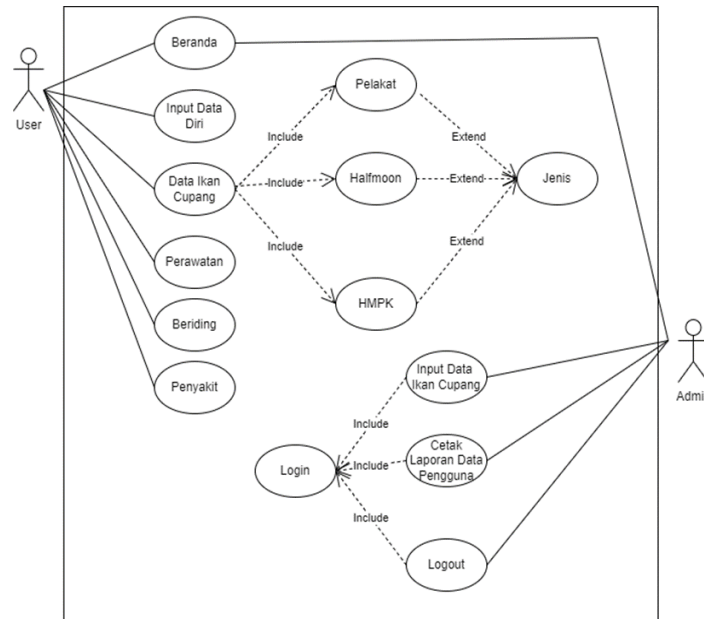 Beranda
User
Input Data
Diri
Data Ikan
Cupang
Perawatan
Beriding
Penyakit
Include
Include
Include
Pelakat
Halfmoon
HMPK
Extend
Extend
Extend
Jenis
Admi
Input Data
Ikan Cupang
Cetak
Laporan Data
Pengguna
Logout
Include
Include
Include
Login